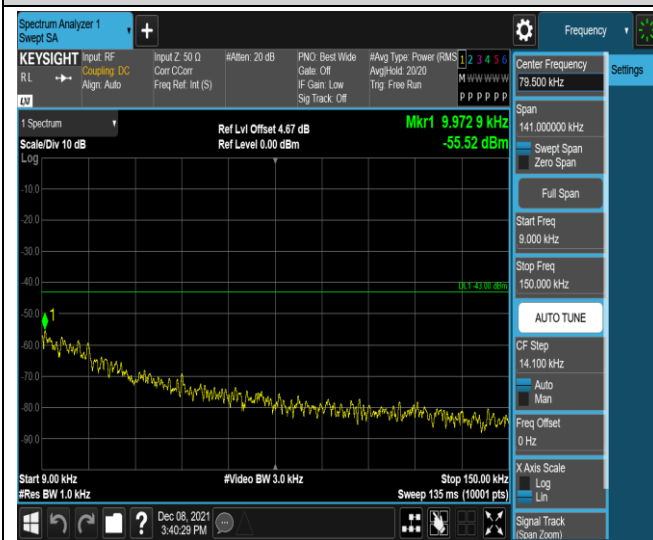 Spectrum Analyzer 1
Swept SA
+
Frequency
KEYSIGHT
RL
LXI
Input: RF
Coupling: DC
Align: Auto
Input Z: 50 Ω
Corr CCorr
Freq Ref: Int (S)
#Atten: 20 dB
PNO: Best Wide
Gate: Off
IF Gain: Low
Sig Track: Off
#Avg Type: Power (RMS
Avg|Hold: 20/20
Trig: Free Run
1 2 3 4 5 6
M W W W W W
P P P P P P
1 Spectrum
Scale/Div 10 dB
Log
Ref Lvl Offset 4.67 dB
Ref Level 0.00 dBm
Mkr1 9.972 9 kHz
-55.52 dBm
-10.0
-20.0
-30.0
-40.0
-50.0
-60.0
-70.0
-80.0
-90.0
DL1 -43.00 dBm
1
Start 9.00 kHz
#Res BW 1.0 kHz
#Video BW 3.0 kHz
Stop 150.00 kHz
Sweep 135 ms (10001 pts)
Dec 08, 2021
3:40:29 PM
?
Center Frequency
79.500 kHz
Settings
Span
141.000000 kHz
Swept Span
Zero Span
Full Span
Start Freq
9.000 kHz
Stop Freq
150.000 kHz
AUTO TUNE
CF Step
14.100 kHz
Auto
Man
Freq Offset
0 Hz
X Axis Scale
Log
Lin
Signal Track
(Span Zoom)